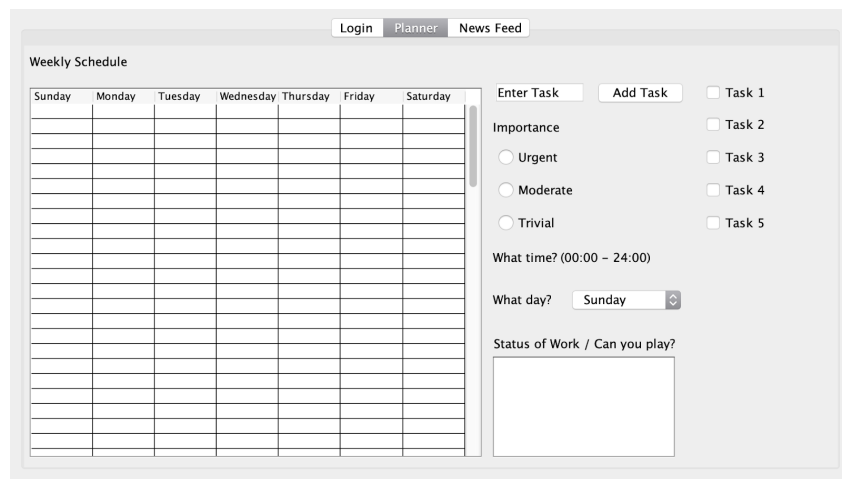 Login Planner News Feed
Weekly Schedule
Sunday Monday Tuesday Wednesday Thursday Friday Saturday
Enter Task Add Task
Importance
Urgent
Moderate
Trivial
What time? (00:00 – 24:00)
What day? Sunday
Status of Work / Can you play?
Task 1
Task 2
Task 3
Task 4
Task 5